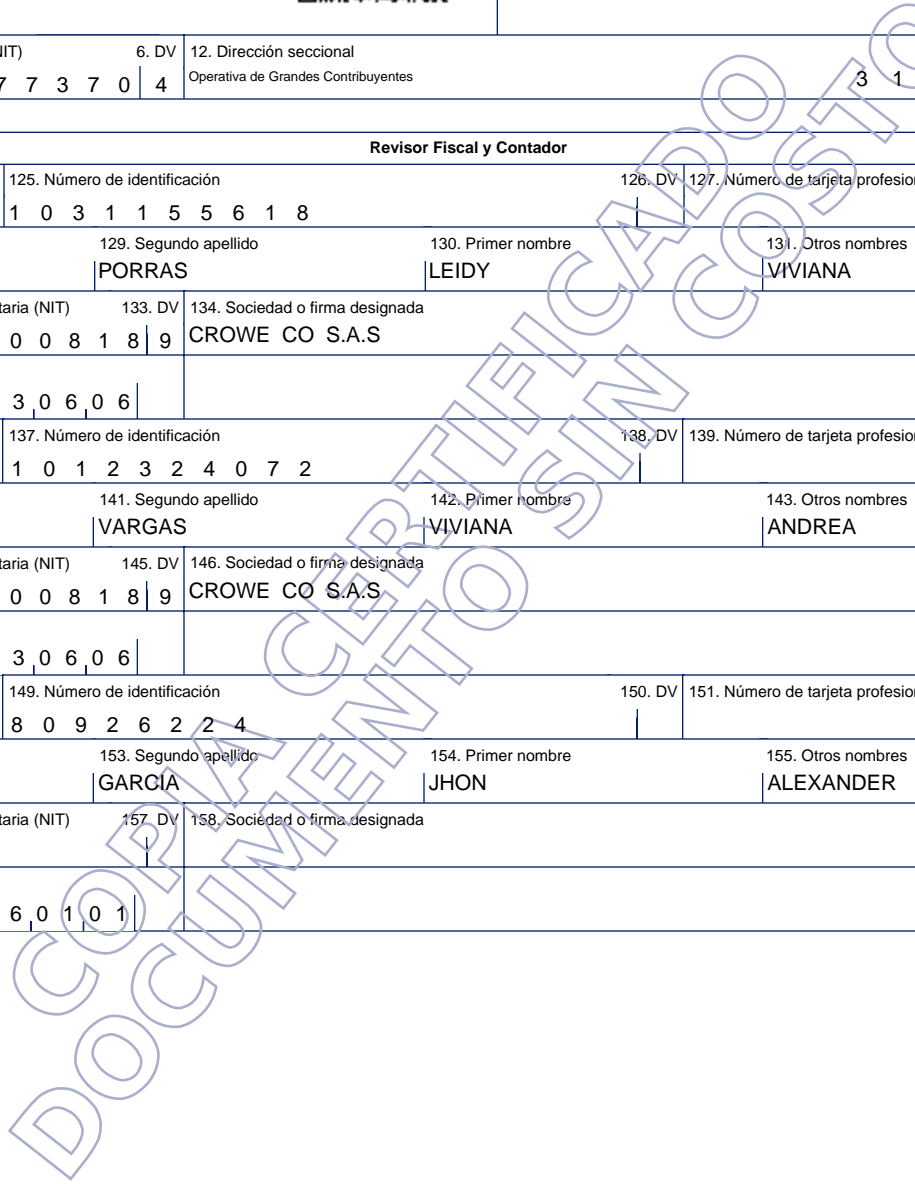 NIT) 6. DV 12. Dirección seccional
7 7 3 7 0 4 Operativa de Grandes Contribuyentes 3 1
Revisor Fiscal y Contador
125. Número de identificación 126. DV 127. Número de tarjeta profesion
1 0 3 1 1 5 5 6 1 8
129. Segundo apellido 130. Primer nombre 131. Otros nombres
PORRAS LEIDY VIVIANA
taria (NIT) 133. DV 134. Sociedad o firma designada
0 0 8 1 8 9 CROWE CO S.A.S
3 0 6 0 6
137. Número de identificación 138. DV 139. Número de tarjeta profesion
1 0 1 2 3 2 4 0 7 2
141. Segundo apellido 142. Primer nombre 143. Otros nombres
VARGAS VIVIANA ANDREA
taria (NIT) 145. DV 146. Sociedad o firma designada
0 0 8 1 8 9 CROWE CO S.A.S
3 0 6 0 6
149. Número de identificación 150. DV 151. Número de tarjeta profesion
8 0 9 2 6 2 2 4
153. Segundo apellido 154. Primer nombre 155. Otros nombres
GARCIA JHON ALEXANDER
taria (NIT) 157. DV 158. Sociedad o firma designada
6 0 1 0 1
COPIA CERTIFICADO
DOCUMENTO SIN COSTO